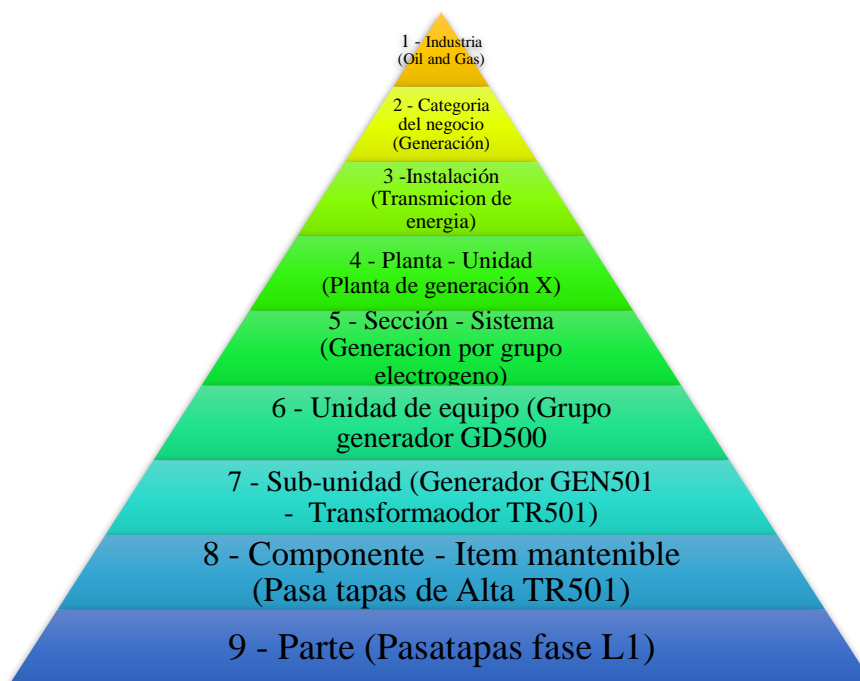 1 - Industria
(Oil and Gas)
2 - Categoria
del negocio
(Generación)
3 -Instalación
(Transmicion de
energia)
4 - Planta - Unidad
(Planta de generación X)
5 - Sección - Sistema
(Generacion por grupo
electrogeno)
6 - Unidad de equipo (Grupo
generador GD500
7 - Sub-unidad (Generador GEN501
- Transformaodor TR501)
8 - Componente - Item mantenible
(Pasa tapas de Alta TR501)
9 - Parte (Pasatapas fase L1)